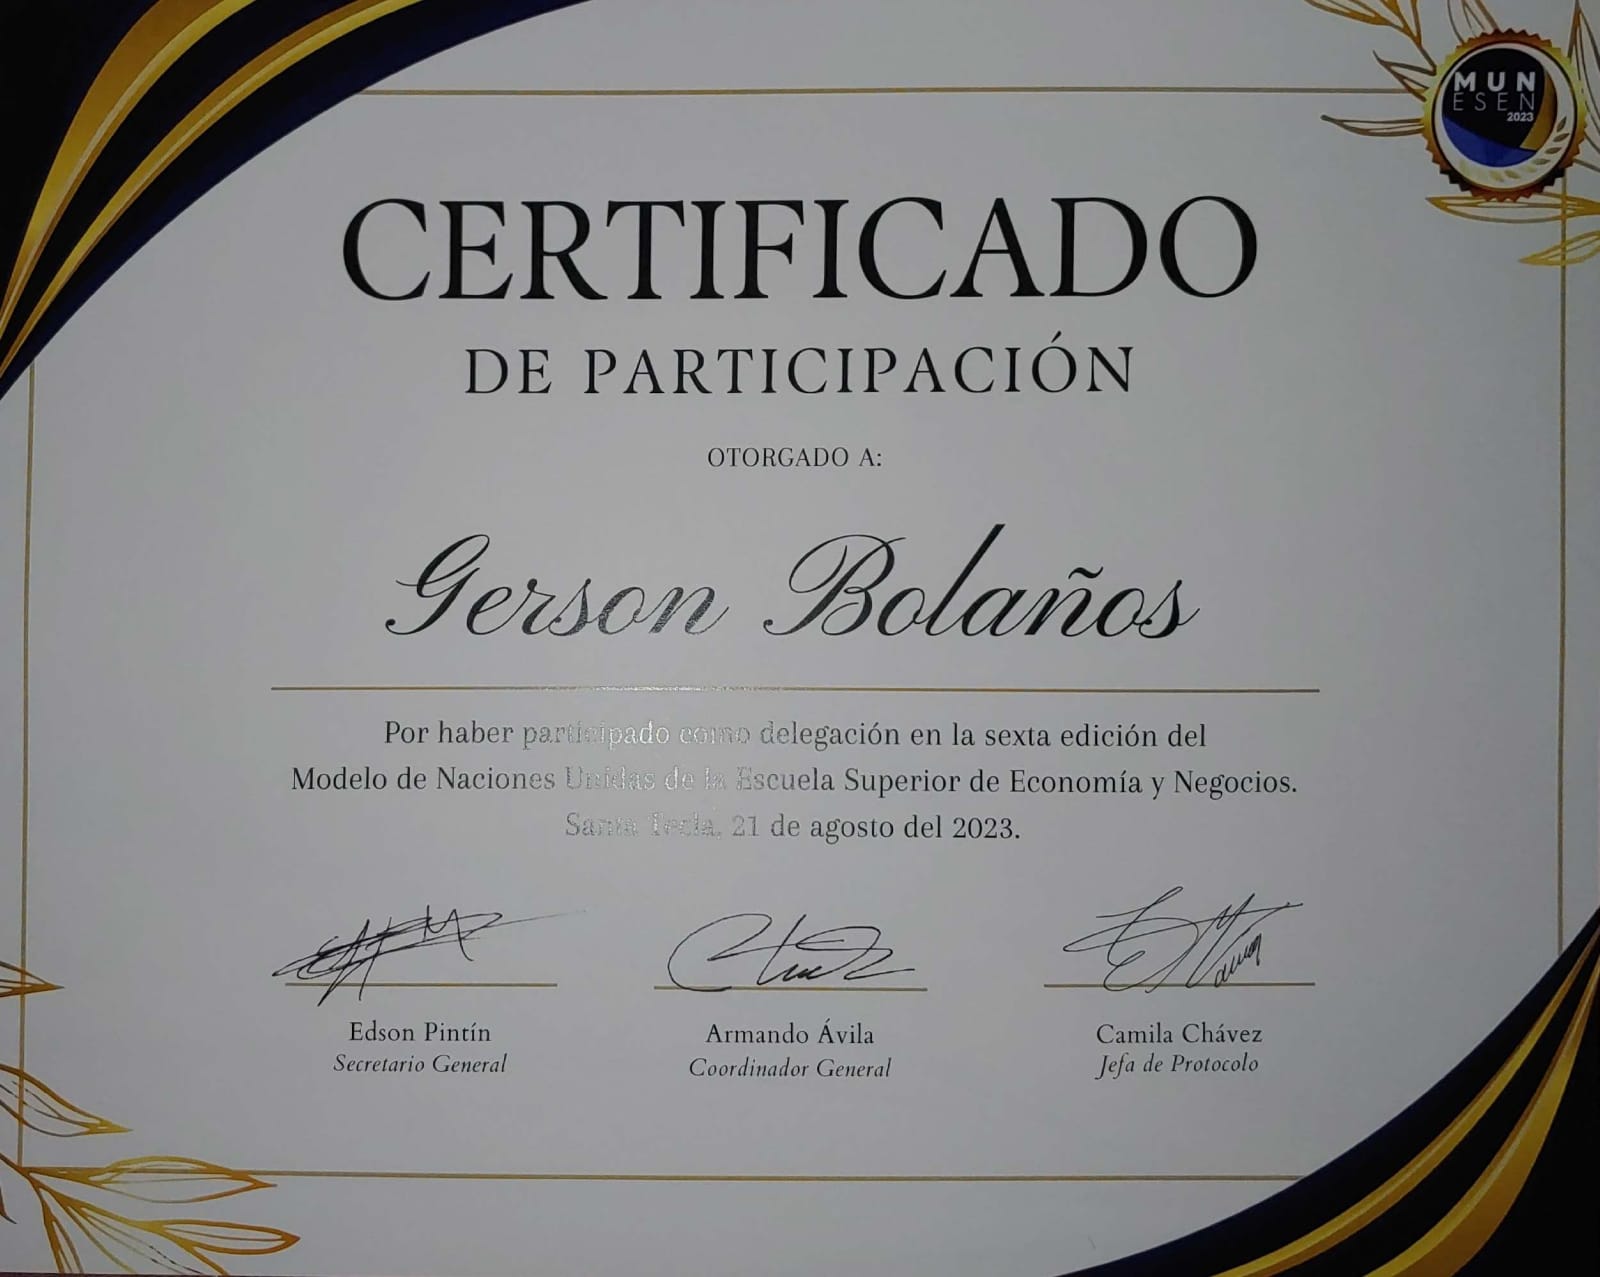 MUN
ESEN
2023
CERTIFICADO
DE PARTICIPACIÓN
OTORGADO A:
Gerson Bolaños
Por haber participado como delegación en la sexta edición del
Modelo de Naciones Unidas de la Escuela Superior de Economía y Negocios.
Santa Tecla, 21 de agosto del 2023.
Edson Pintín
Secretario General
Armando Ávila
Coordinador General
Camila Chávez
Jefa de Protocolo